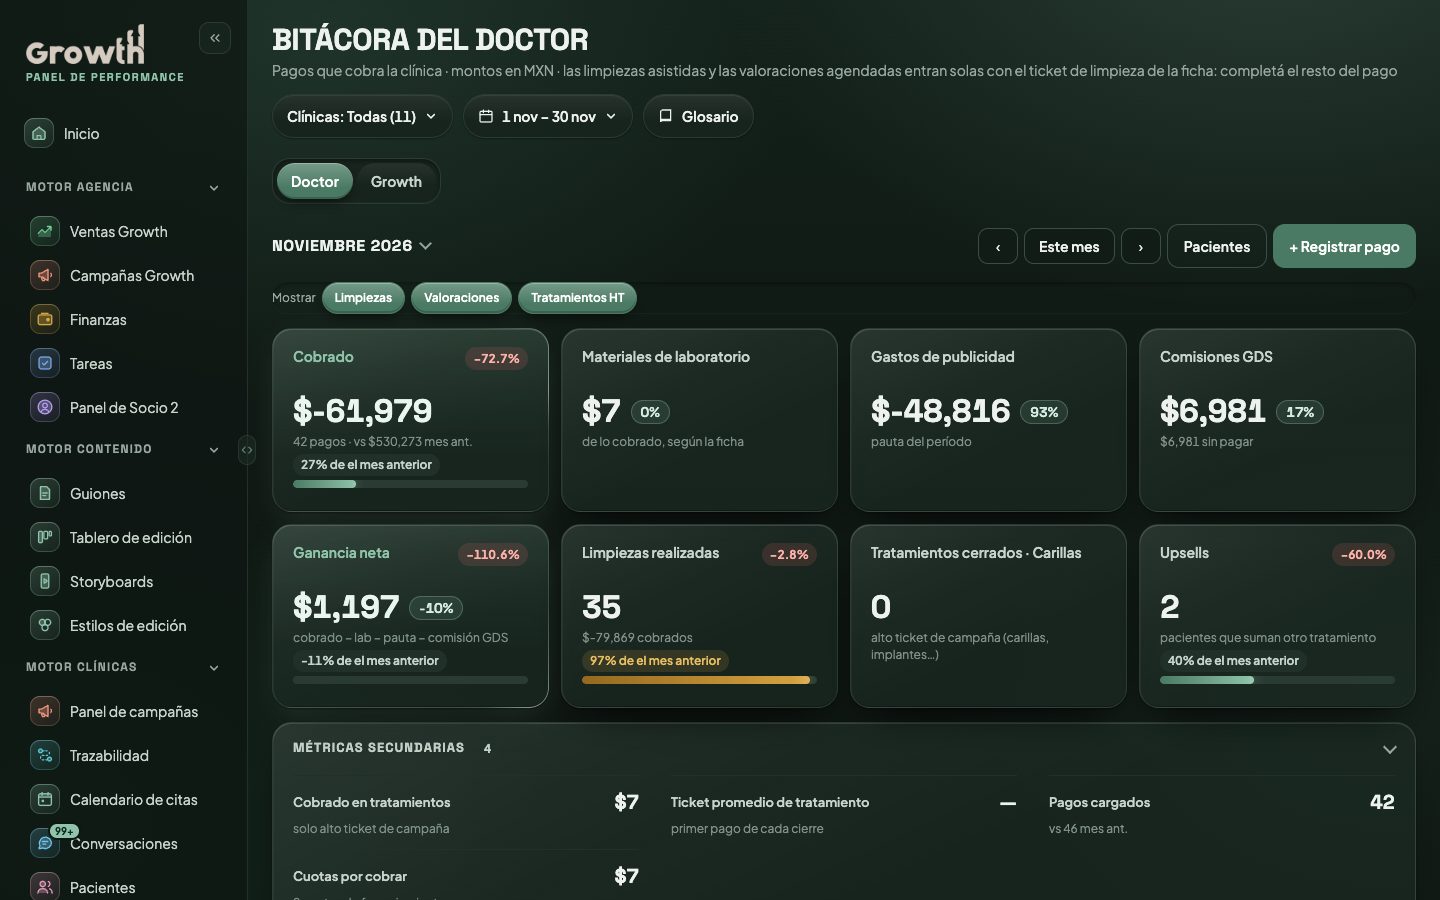 Growth
PANEL DE PERFORMANCE
Inicio
MOTOR AGENCIA
Ventas Growth
Campañas Growth
Finanzas
Tareas
Panel de Socio 2
MOTOR CONTENIDO
Guiones
Tablero de edición
Storyboards
Estilos de edición
MOTOR CLÍNICAS
Panel de campañas
Trazabilidad
Calendario de citas
99+
Conversaciones
Pacientes
BITÁCORA DEL DOCTOR
Pagos que cobra la clínica · montos en MXN · las limpiezas asistidas y las valoraciones agendadas entran solas con el ticket de limpieza de la ficha: completá el resto del pago
Clínicas: Todas (11)
1 nov – 30 nov
Glosario
Doctor
Growth
NOVIEMBRE 2026
‹
Este mes
›
Pacientes
+ Registrar pago
Mostrar
Limpiezas
Valoraciones
Tratamientos HT
Cobrado
-72.7%
$-61,979
42 pagos · vs $530,273 mes ant.
27% de el mes anterior
Materiales de laboratorio
$7
0%
de lo cobrado, según la ficha
Gastos de publicidad
$-48,816
93%
pauta del período
Comisiones GDS
$6,981
17%
$6,981 sin pagar
Ganancia neta
-110.6%
$1,197
-10%
cobrado – lab – pauta – comisión GDS
-11% de el mes anterior
Limpiezas realizadas
-2.8%
35
$-79,869 cobrados
97% de el mes anterior
Tratamientos cerrados · Carillas
0
alto ticket de campaña (carillas,
implantes…)
Upsells
-60.0%
2
pacientes que suman otro tratamiento
40% de el mes anterior
MÉTRICAS SECUNDARIAS 4
Cobrado en tratamientos
$7
solo alto ticket de campaña
Ticket promedio de tratamiento
—
primer pago de cada cierre
Pagos cargados
42
vs 46 mes ant.
Cuotas por cobrar
$7